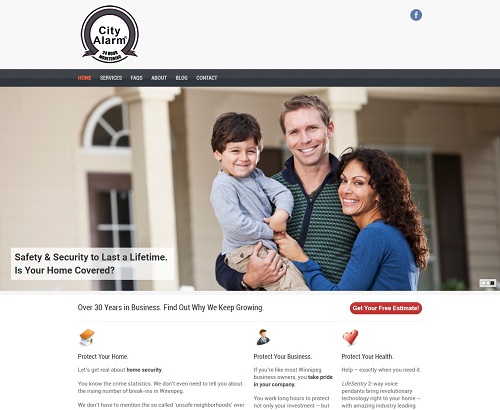 City
Alarm
24 HOUR
MONITORING
HOME SERVICES FAQS ABOUT BLOG CONTACT
Safety & Security to Last a Lifetime.
Is Your Home Covered?
Over 30 Years in Business. Find Out Why We Keep Growing.
Get Your Free Estimate!
Protect Your Home.
Let's get real about home security.
You know the crime statistics. We don't even need to tell you about
the rising number of break-ins in Winnipeg.
We don't have to mention the so called 'unsafe neighborhoods' over
Protect Your Business.
If you're like most Winnipeg
business owners, you take pride
in your company.
You work long hours to protect
not only your investment – but
Protect Your Health.
Help – exactly when you need it.
LifeSentry 2-way voice
pendants bring revolutionary
technology right to your home –
with amazing industry leading